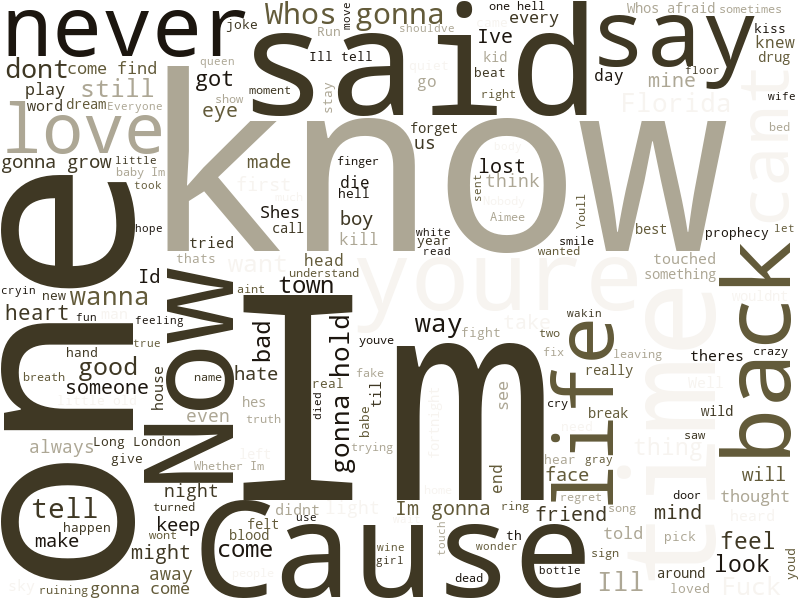 never
joke
Whos gonna
move
one hell
every
Whos afraid
sometimes
Run
shouldve
came
Ive
said
say
kiss
knew
drug
dont
come find
queen
Ill tell
quiet
kid
beat
day
floor
mine
play
still
got
moment
stay
go
right
wife
word
dream
Everyone
show
eye
Florida
love
know
forget
us
cant
bed
gonna grow
little
made
finger
body
lost
baby Im
took
first
die
hell
sent
think
much
nobody
one
hope
Shes
call
boy
kill
Aimee
Youll
best
prophecy
let
tried
white
year
read
smile
wanted
thats
head
touched
want
understand
youre
something
Id
aint
town
cryin
new
wanna
wouldnt
heart
fun
man
feeling
Now
Im
bad
gonna hold
youve
way
fight
take
wakin
two
life
time
back
true
hand
fix
leaving
theres
crazy
good
breath
someone
house
name
hate
real
fake
really
Well
see
little old
hes
died
babe
til
fortnight
cry
break
wild
even
truth
need
saw
always
Long London
left
trying
thing
give
Whether Im
hear
gray
night
end
face
will
home
regret
door
thought
tell
turned
didnt
light
Im gonna
ring
friend
song
mind
heard
happen
make
keep
felt
use
Cause
th
told
pick
feel
wont
blood
might
come
wine
girl
touch
wonder
sign
look
youd
away
people
dead
bottle
around
sky
ruining
gonna come
Ill
loved
Fuck